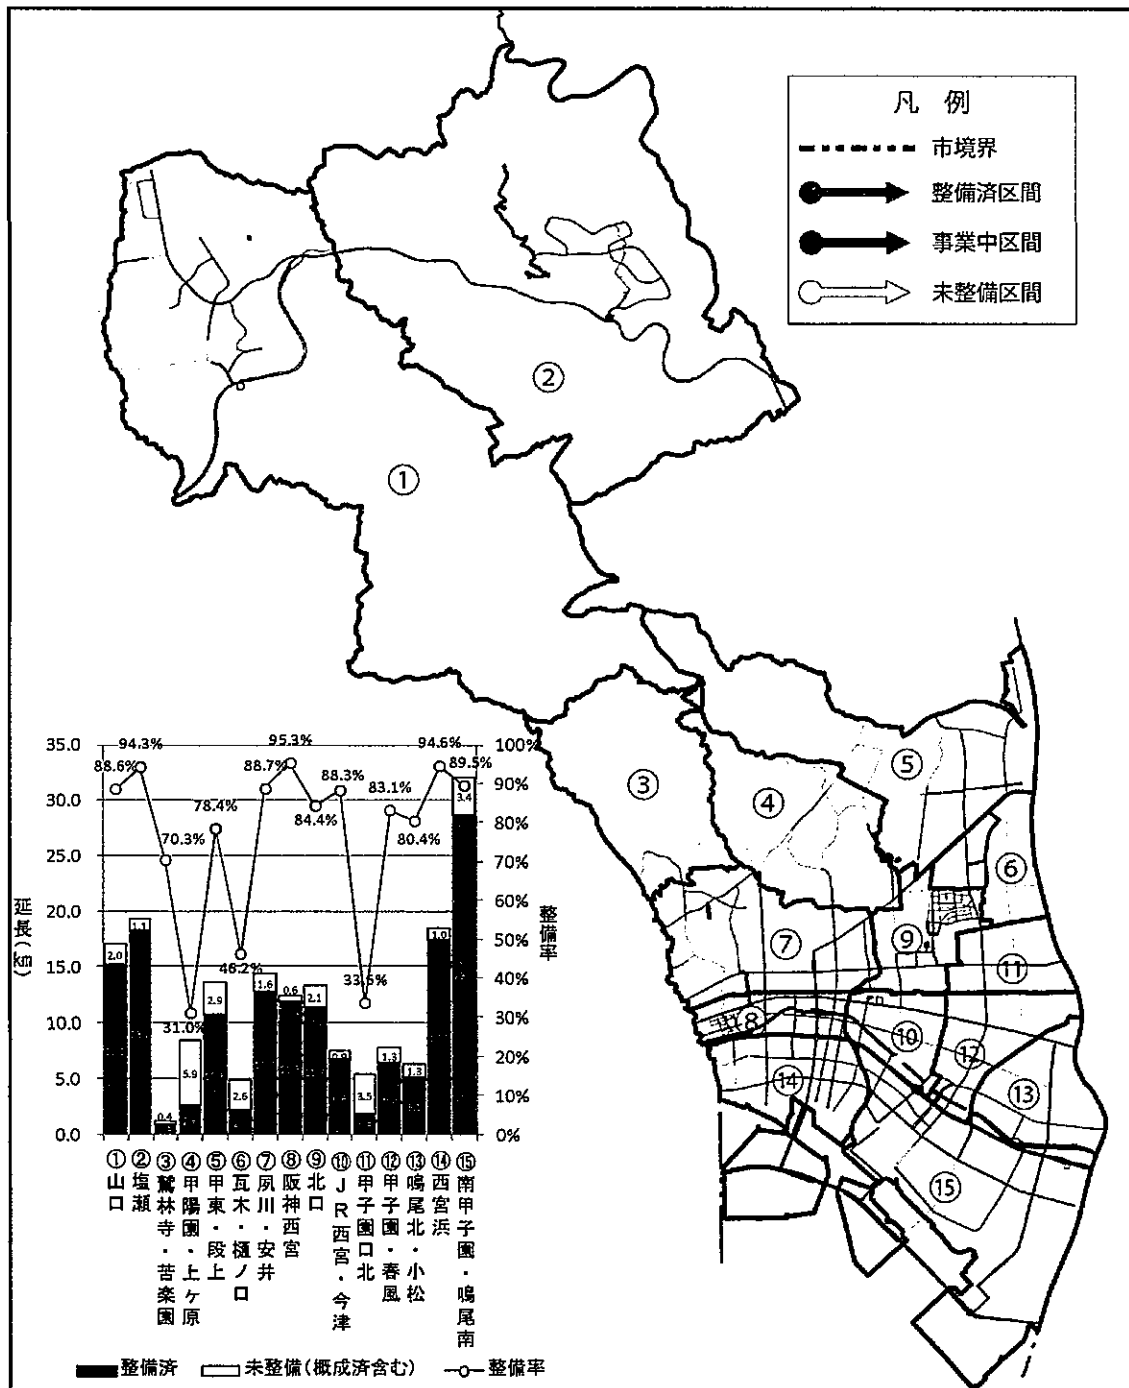 凡 例
市境界
整備済区間
事業中区間
未整備区間
②
①
③
④
⑤
⑥
⑦
⑨
⑪
8
⑩
⑫
⑬
⑭
⑮
延長(km)
35.0
30.0
25.0
20.0
15.0
10.0
5.0
0.0
88.6%
94.3%
70.3%
31.0%
78.4%
46.2%
88.7%
95.3%
84.4%
88.3%
33.6%
83.1%
80.4%
94.6%
89.5%
2.0
1.1
0.4
5.9
2.9
2.6
1.6
0.6
2.1
0.9
3.5
1.3
1.3
1.0
3.4
100%
90%
80%
70%
60%
50%
40%
30%
20%
10%
0%
整備率
①山口
②塩瀬
③鷲林寺・苦楽園
④甲陽園・上ケ原
⑤甲東・段上
⑥瓦木・樋ノ口
⑦夙川・安井
⑧阪神西宮
⑨北口
⑩JR西宮・今津
⑪甲子園口北
⑫甲子園・春風
⑬鳴尾北・小松
⑭西宮浜
⑮南甲子園・鳴尾南
整備済 未整備(概成済含む) 整備率